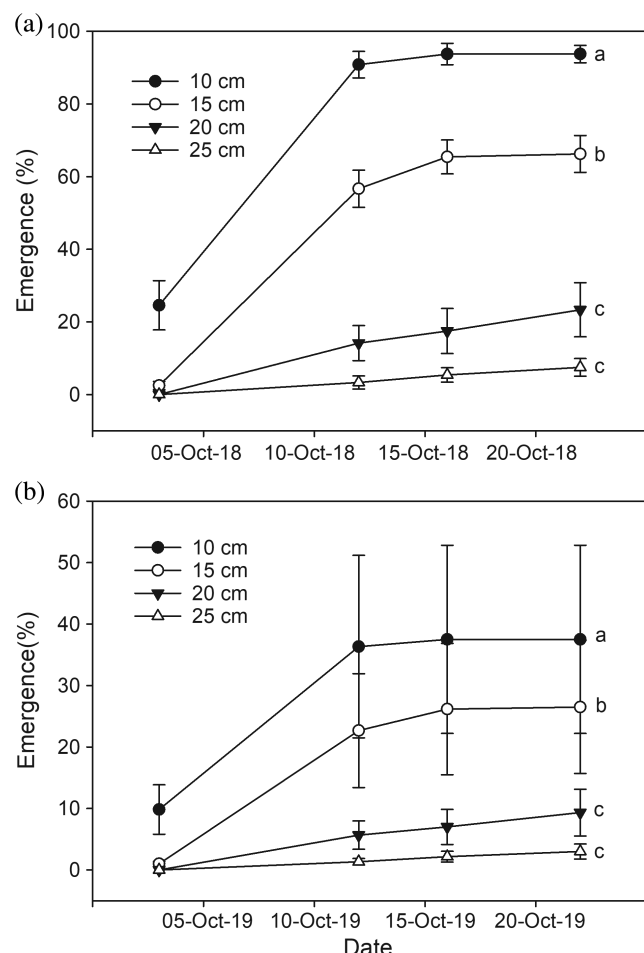 (a)
100
80
60
40
20
0
Emergence (%)
10 cm
15 cm
20 cm
25 cm
a
b
c
c
05-Oct-18 10-Oct-18 15-Oct-18 20-Oct-18
(b)
60
50
40
30
20
10
0
Emergence(%)
10 cm
15 cm
20 cm
25 cm
a
b
c
c
05-Oct-19 10-Oct-19 15-Oct-19 20-Oct-19
Date